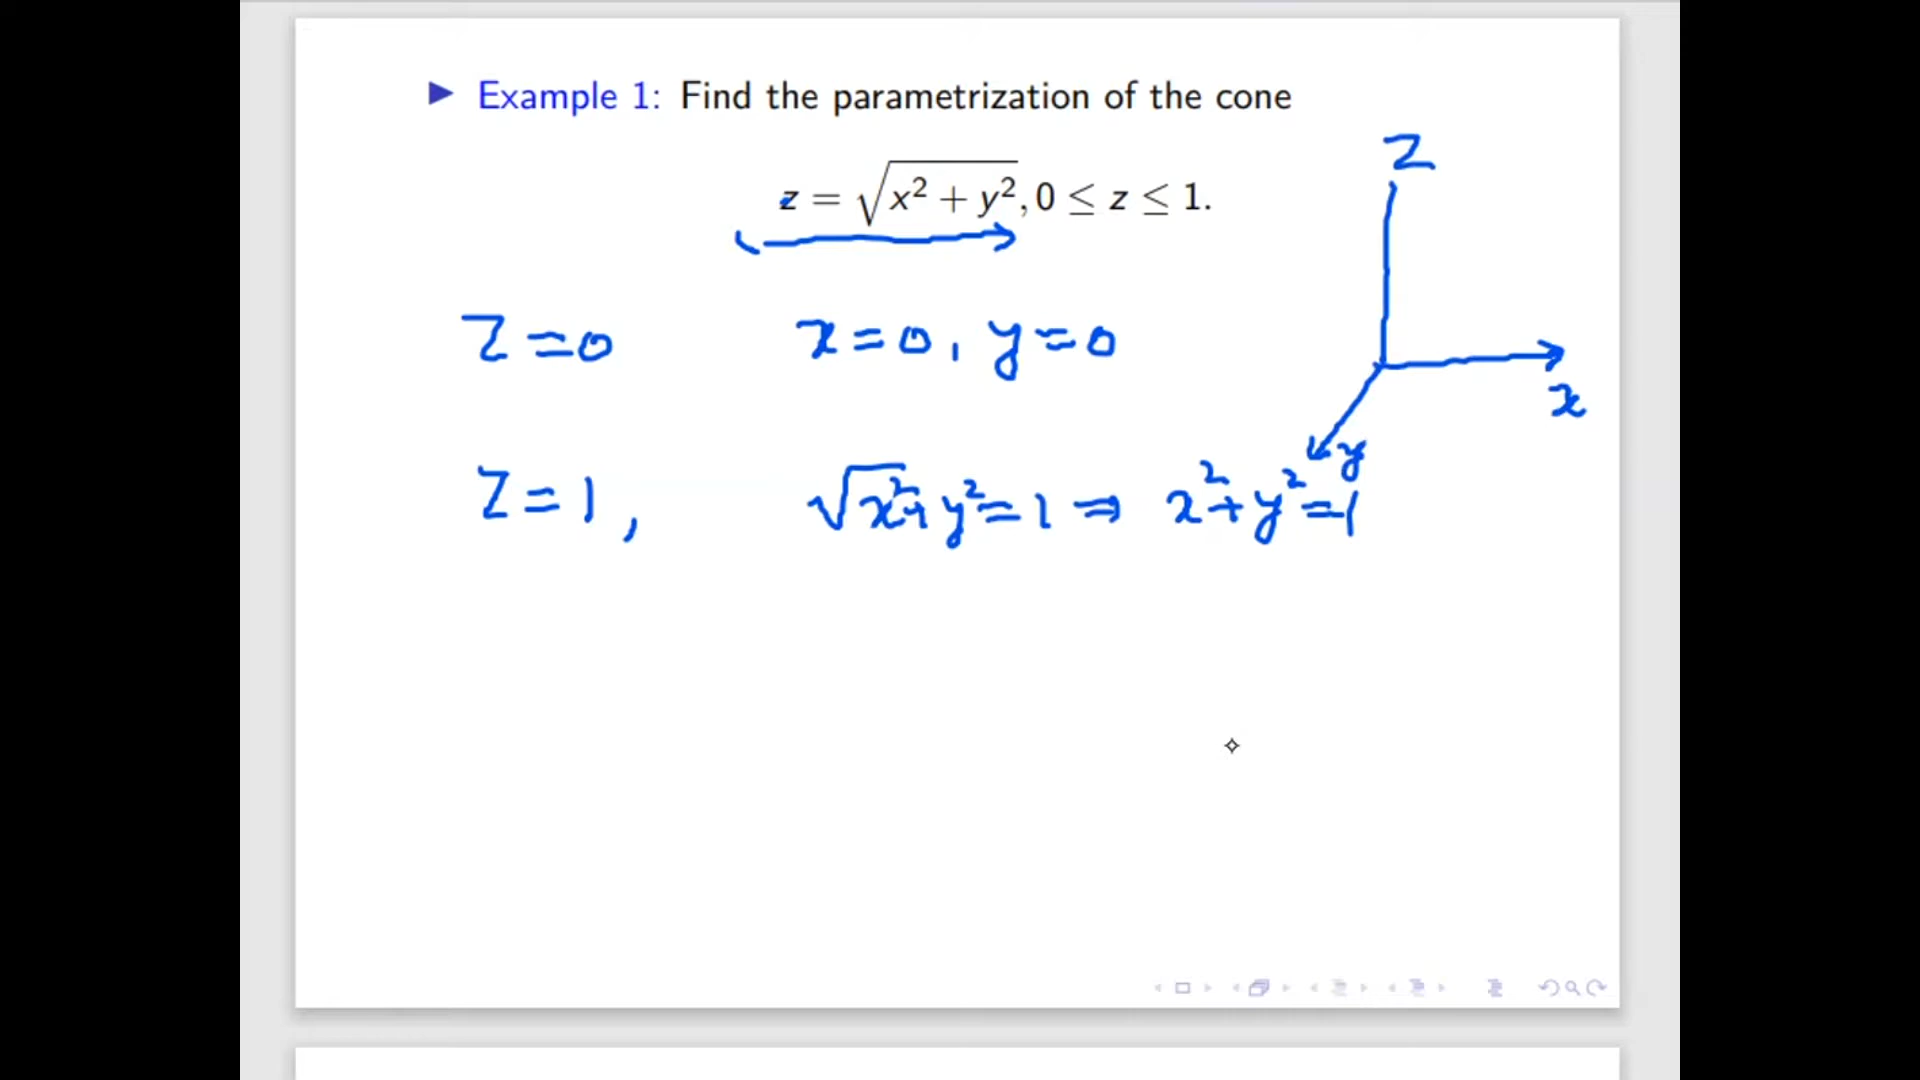 ▶ Example 1: Find the parametrization of the cone
z = √(x² + y²), 0 ≤ z ≤ 1.
Z
Z = 0 x = 0, y = 0
x
y
Z = 1, √x²+y² = 1 ⇒ x²+y² = 1